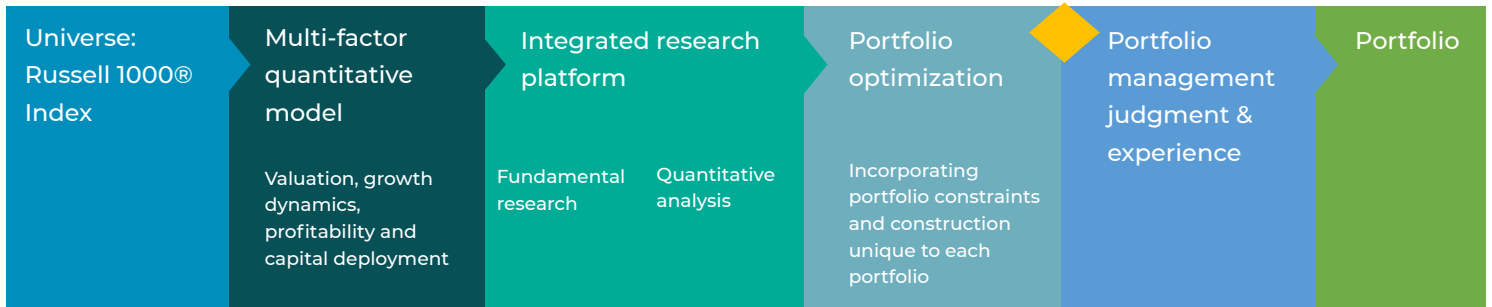 Universe:
Russell 1000® 
Index
Multi-factor
quantitative
model
Valuation, growth
dynamics,
profitability and
capital deployment
Integrated research
platform
Fundamental
research
Quantitative
analysis
Portfolio
optimization
Incorporating
portfolio constraints
and construction
unique to each
portfolio
Portfolio
management
judgment &
experience
Portfolio